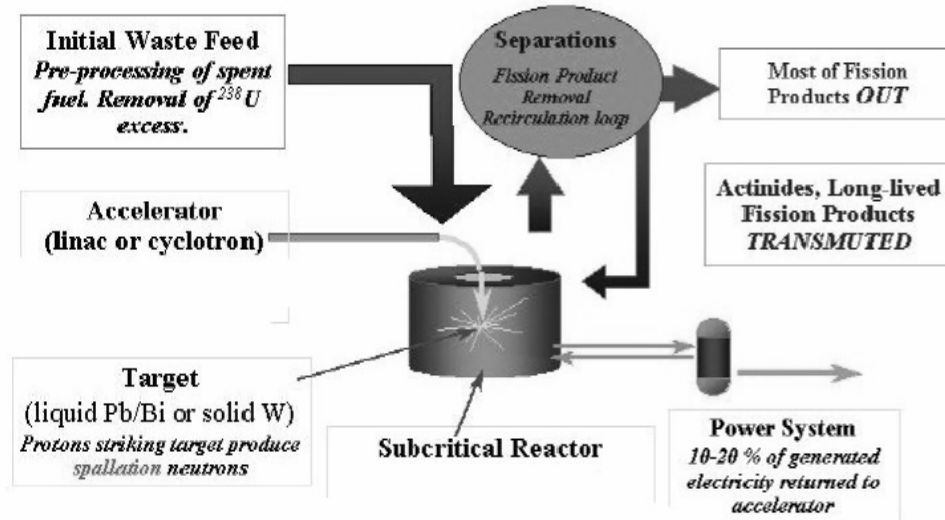 Initial Waste Feed
Pre-processing of spent
fuel. Removal of ²³⁸U
excess.
Separations
Fission Product
Removal
Recirculation loop
Most of Fission
Products OUT
Accelerator
(linac or cyclotron)
Actinides, Long-lived
Fission Products
TRANSMUTED
Target
(liquid Pb/Bi or solid W)
Protons striking target produce
spallation neutrons
Subcritical Reactor
Power System
10-20 % of generated
electricity returned to
accelerator